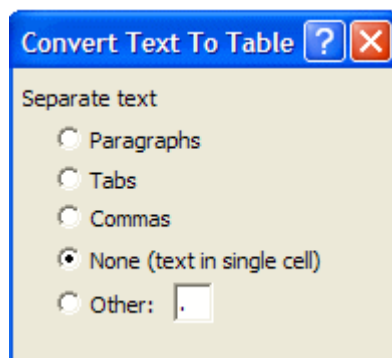 Convert Text To Table ?
Separate text
Paragraphs
Tabs
Commas
None (text in single cell)
Other: .